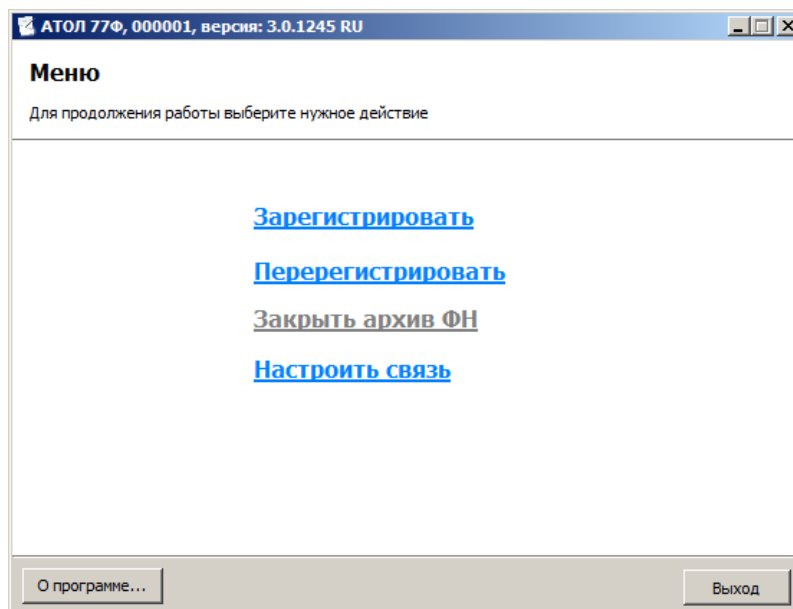 АТОЛ 77Ф, 000001, версия: 3.0.1245 RU
Меню
Для продолжения работы выберите нужное действие
Зарегистрировать
Перерегистрировать
Закрыть архив ФН
Настроить связь
О программе...
Выход